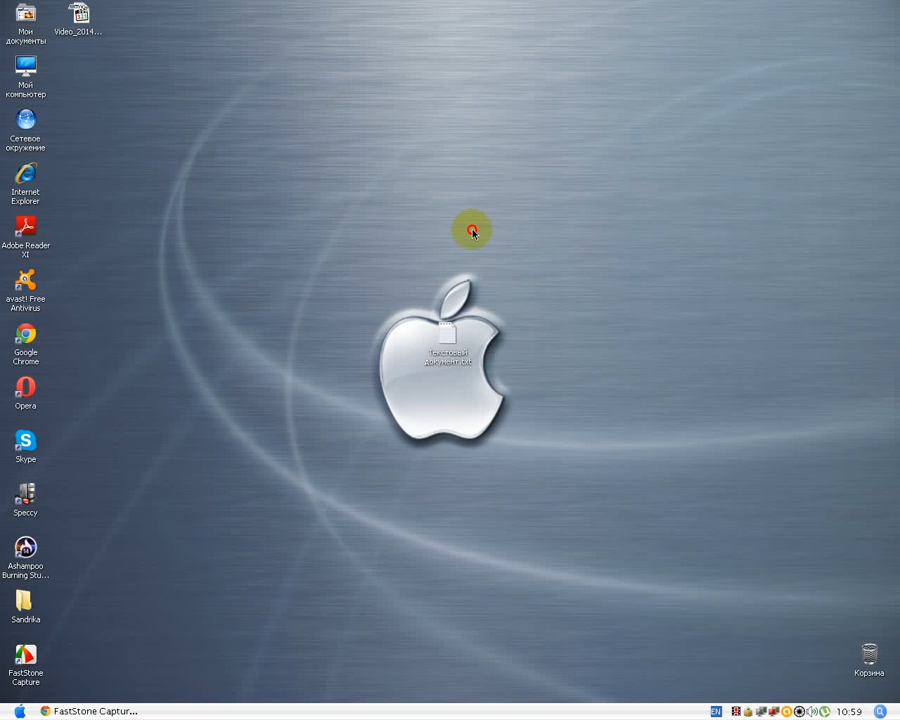 Мои
документы
Video_2014...
Мой
компьютер
Сетевое
окружение
Internet
Explorer
Adobe Reader
XI
avast! Free
Antivirus
Google
Chrome
Текстовый
документ.txt
Opera
Skype
Speccy
Ashampoo
Burning Stu...
Sandrika
FastStone
Capture
Корзина
FastStone Captur...
EN
10:59